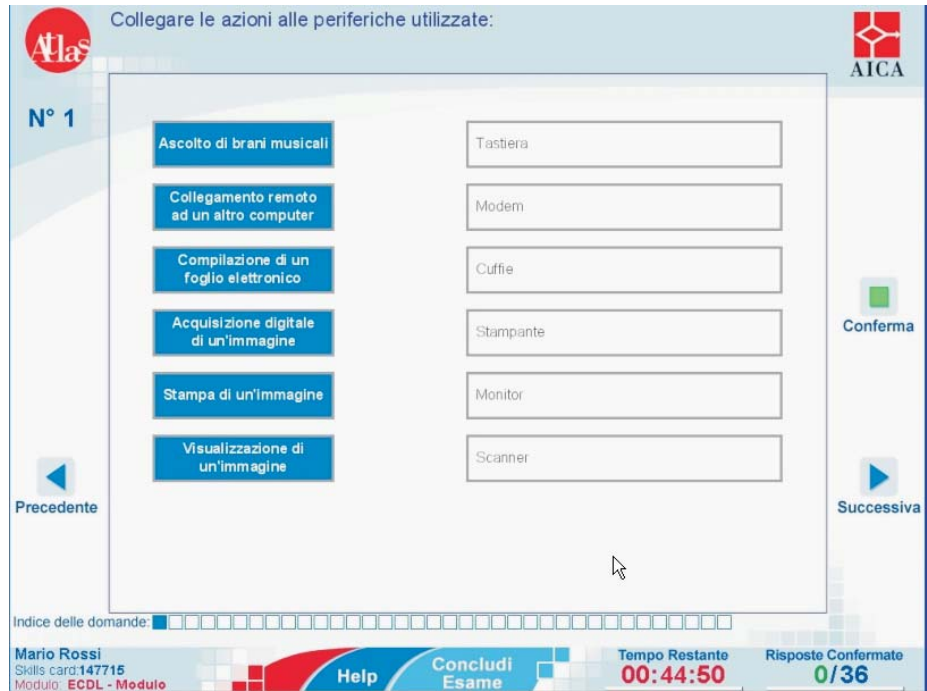 Atlas
Collegare le azioni alle periferiche utilizzate:
AICA
N° 1
Ascolto di brani musicali
Tastiera
Collegamento remoto
ad un altro computer
Modem
Compilazione di un
foglio elettronico
Cuffie
Acquisizione digitale
di un'immagine
Stampante
Conferma
Stampa di un'immagine
Monitor
Visualizzazione di
un'immagine
Scanner
Precedente
Successiva
Indice delle domande:
Mario Rossi
Skills card:147715
Modulo: ECDL - Modulo
Help
Concludi
Esame
Tempo Restante
00:44:50
Risposte Confermate
0/36